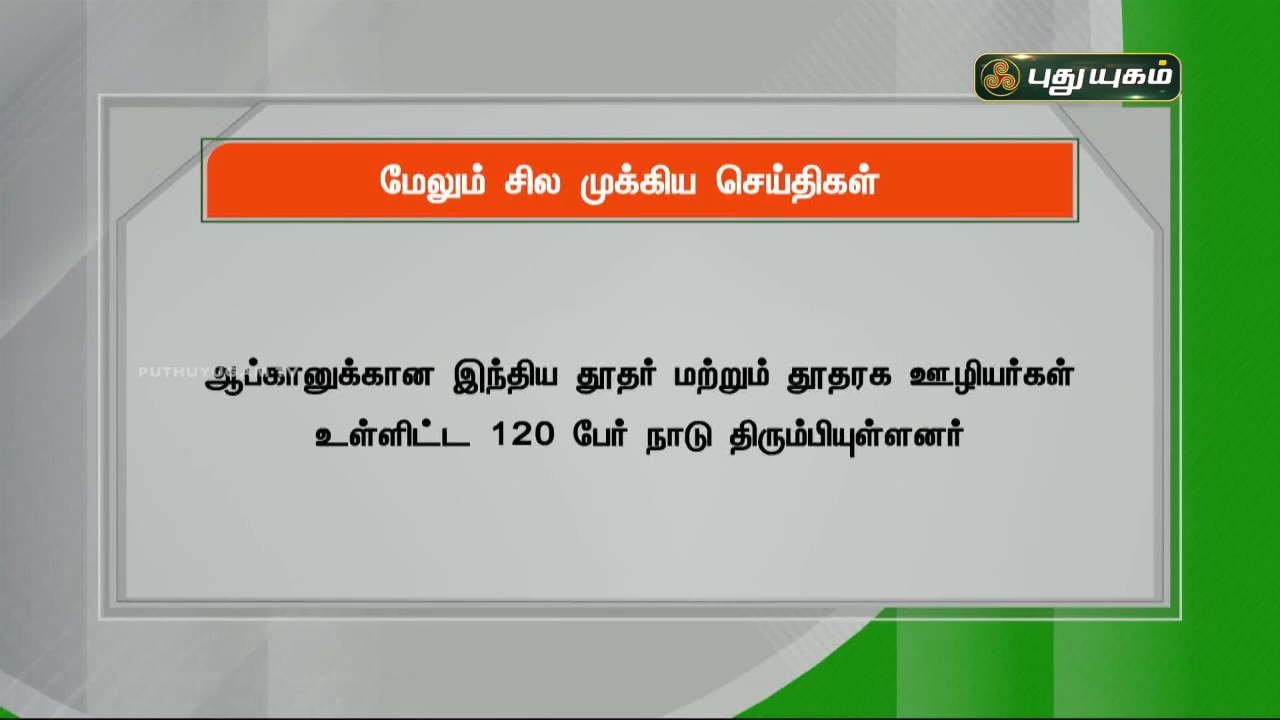 புதுயுகம்
மேலும் சில முக்கிய செய்திகள்
ஆப்கானுக்கான இந்திய தூதர் மற்றும் தூதரக ஊழியர்கள்
உள்ளிட்ட 120 பேர் நாடு திரும்பியுள்ளனர்